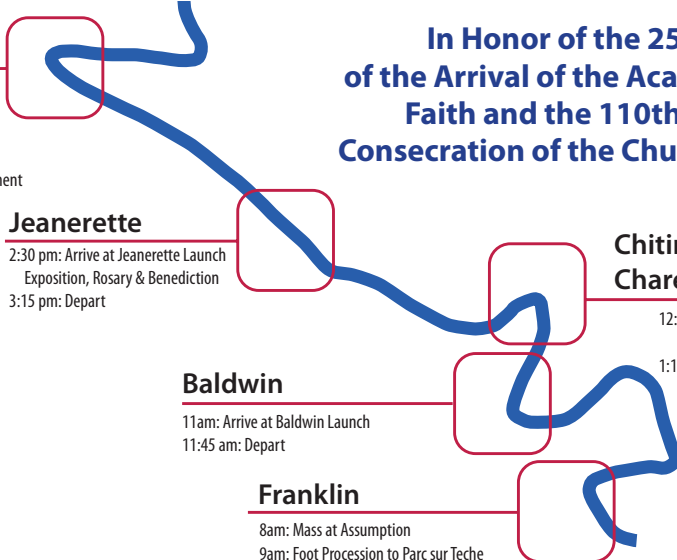 In Honor of the 25
of the Arrival of the Aca
Faith and the 110th
Consecration of the Chu
ment
Jeanerette
2:30 pm: Arrive at Jeanerette Launch
Exposition, Rosary & Benediction
3:15 pm: Depart
Chiti
Chare
12:
1:1
Baldwin
11am: Arrive at Baldwin Launch
11:45 am: Depart
Franklin
8am: Mass at Assumption
9am: Foot Procession to Parc sur Teche